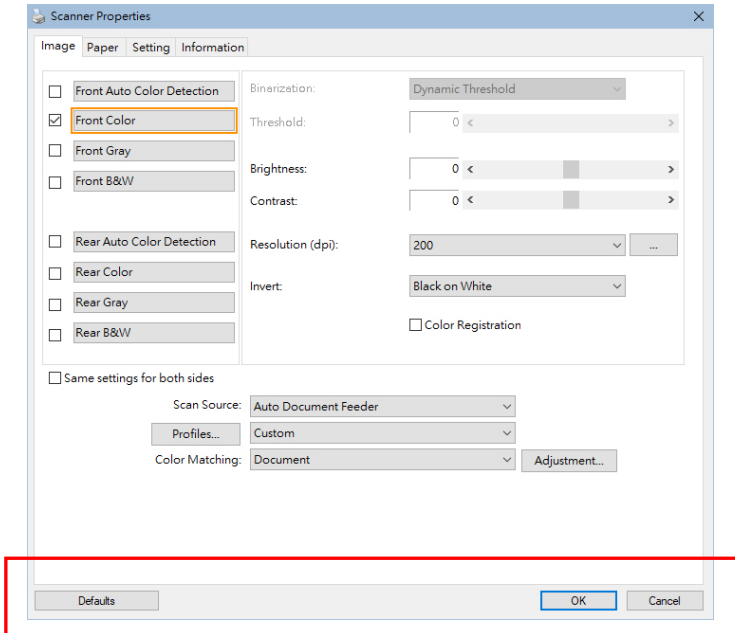 Scanner Properties
Image Paper Setting Information
Front Auto Color Detection
Front Color
Front Gray
Front B&W
Rear Auto Color Detection
Rear Color
Rear Gray
Rear B&W
Binarization: Dynamic Threshold
Threshold: 0
Brightness: 0
Contrast: 0
Resolution (dpi): 200 ...
Invert: Black on White
Color Registration
Same settings for both sides
Scan Source: Auto Document Feeder
Profiles... Custom
Color Matching: Document Adjustment...
Defaults OK Cancel